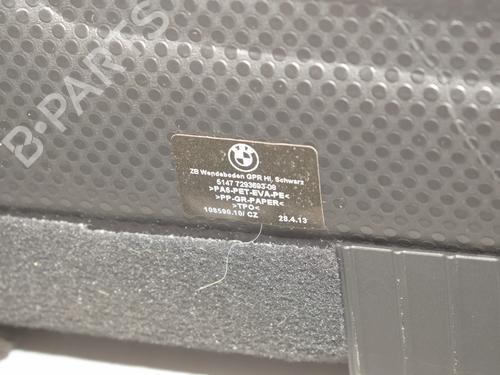 B-PARTS
BMW
ZB Wendeboden GPR HI. Schwarz
5147 7293693-09
>PA6-PET-EVA-PE<
>PP-GR-PAPER<
>TPO<
108590.10/ CZ 28.4.13